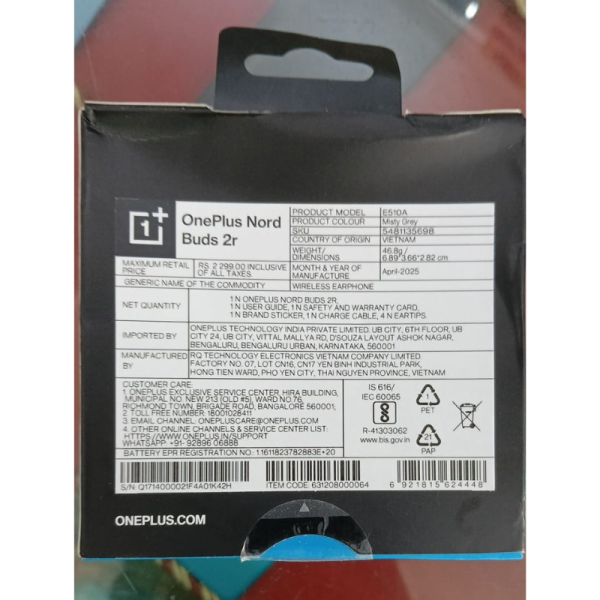 OnePlus Nord
Buds 2r
PRODUCT MODEL E510A
PRODUCT COLOUR Misty Grey
SKU 5481135698
COUNTRY OF ORIGIN VIETNAM
WEIGHT/ 46.8g /
DIMENSIONS 6.89*3.66*2.82 cm
MAXIMUM RETAIL RS. 2 299.00 INCLUSIVE
PRICE OF ALL TAXES.
MONTH & YEAR OF April-2025
MANUFACTURE
GENERIC NAME OF THE COMMODITY WIRELESS EARPHONE
NET QUANTITY
1 N ONEPLUS NORD BUDS 2R,
1 N USER GUIDE, 1 N SAFETY AND WARRANTY CARD,
1 N BRAND STICKER, 1 N CHARGE CABLE, 4 N EARTIPS.
IMPORTED BY
ONEPLUS TECHNOLOGY INDIA PRIVATE LIMITED. UB CITY, 6TH FLOOR, UB
CITY 24, UB CITY, VITTAL MALLYA RD, D'SOUZA LAYOUT ASHOK NAGAR,
BENGALURU, BENGALURU URBAN, KARNATAKA, 560001
MANUFACTURED
BY
RQ TECHNOLOGY ELECTRONICS VIETNAM COMPANY LIMITED.
FACTORY NO. 07, LOT CN16, CN17 YEN BINH INDUSTRIAL PARK,
HONG TIEN WARD, PHO YEN CITY, THAI NGUYEN PROVINCE, VIETNAM
CUSTOMER CARE:
1. ONEPLUS EXCLUSIVE SERVICE CENTER, HIRA BUILDING,
MUNICIPAL NO. NEW 213 (OLD #5), WARD NO.76,
RICHMOND TOWN, BRIGADE ROAD, BANGALORE 560001,
2. TOLL FREE NUMBER: 18001028411
3. EMAIL CHANNEL: ONEPLUSCARE@ONEPLUS.COM
4. OTHER ONLINE CHANNELS & SERVICE CENTER LIST:
HTTPS://WWW.ONEPLUS.IN/SUPPORT
WHATSAPP: +91- 92896 06888
BATTERY EPR REGISTRATION NO.: 11611823782883E+20
IS 616/
IEC 60065
R-41303062
www.bis.gov.in
1
PET
21
PAP
S/N: Q1714000021F4A01K42H
ITEM CODE: 631208000064
6 921815 624448
ONEPLUS.COM